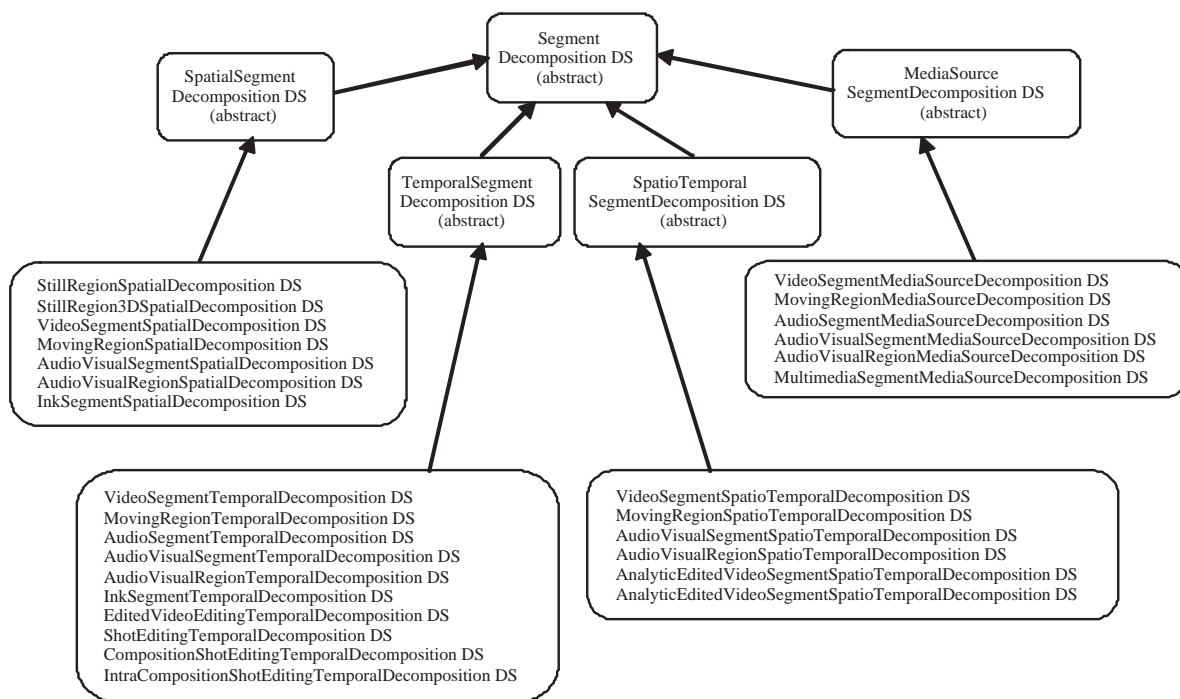 Segment
Decomposition DS
(abstract)
SpatialSegment
Decomposition DS
(abstract)
MediaSource
SegmentDecomposition DS
(abstract)
TemporalSegment
Decomposition DS
(abstract)
SpatioTemporal
SegmentDecomposition DS
(abstract)
StillRegionSpatialDecomposition DS
StillRegion3DSpatialDecomposition DS
VideoSegmentSpatialDecomposition DS
MovingRegionSpatialDecomposition DS
AudioVisualSegmentSpatialDecomposition DS
AudioVisualRegionSpatialDecomposition DS
InkSegmentSpatialDecomposition DS
VideoSegmentMediaSourceDecomposition DS
MovingRegionMediaSourceDecomposition DS
AudioSegmentMediaSourceDecomposition DS
AudioVisualSegmentMediaSourceDecomposition DS
AudioVisualRegionMediaSourceDecomposition DS
MultimediaSegmentMediaSourceDecomposition DS
VideoSegmentTemporalDecomposition DS
MovingRegionTemporalDecomposition DS
AudioSegmentTemporalDecomposition DS
AudioVisualSegmentTemporalDecomposition DS
AudioVisualRegionTemporalDecomposition DS
InkSegmentTemporalDecomposition DS
EditedVideoEditingTemporalDecomposition DS
ShotEditingTemporalDecomposition DS
CompositionShotEditingTemporalDecomposition DS
IntraCompositionShotEditingTemporalDecomposition DS
VideoSegmentSpatioTemporalDecomposition DS
MovingRegionSpatioTemporalDecomposition DS
AudioVisualSegmentSpatioTemporalDecomposition DS
AudioVisualRegionSpatioTemporalDecomposition DS
AnalyticEditedVideoSegmentSpatioTemporalDecomposition DS
AnalyticEditedVideoSegmentSpatioTemporalDecomposition DS